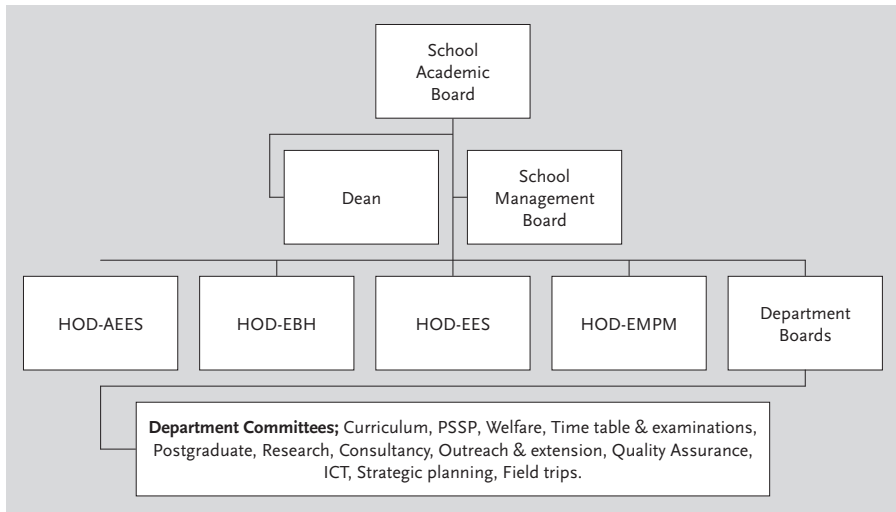 School
Academic
Board
Dean
School
Management
Board
HOD-AEES
HOD-EBH
HOD-EES
HOD-EMPM
Department
Boards
Department Committees; Curriculum, PSSP, Welfare, Time table & examinations,
Postgraduate, Research, Consultancy, Outreach & extension, Quality Assurance,
ICT, Strategic planning, Field trips.